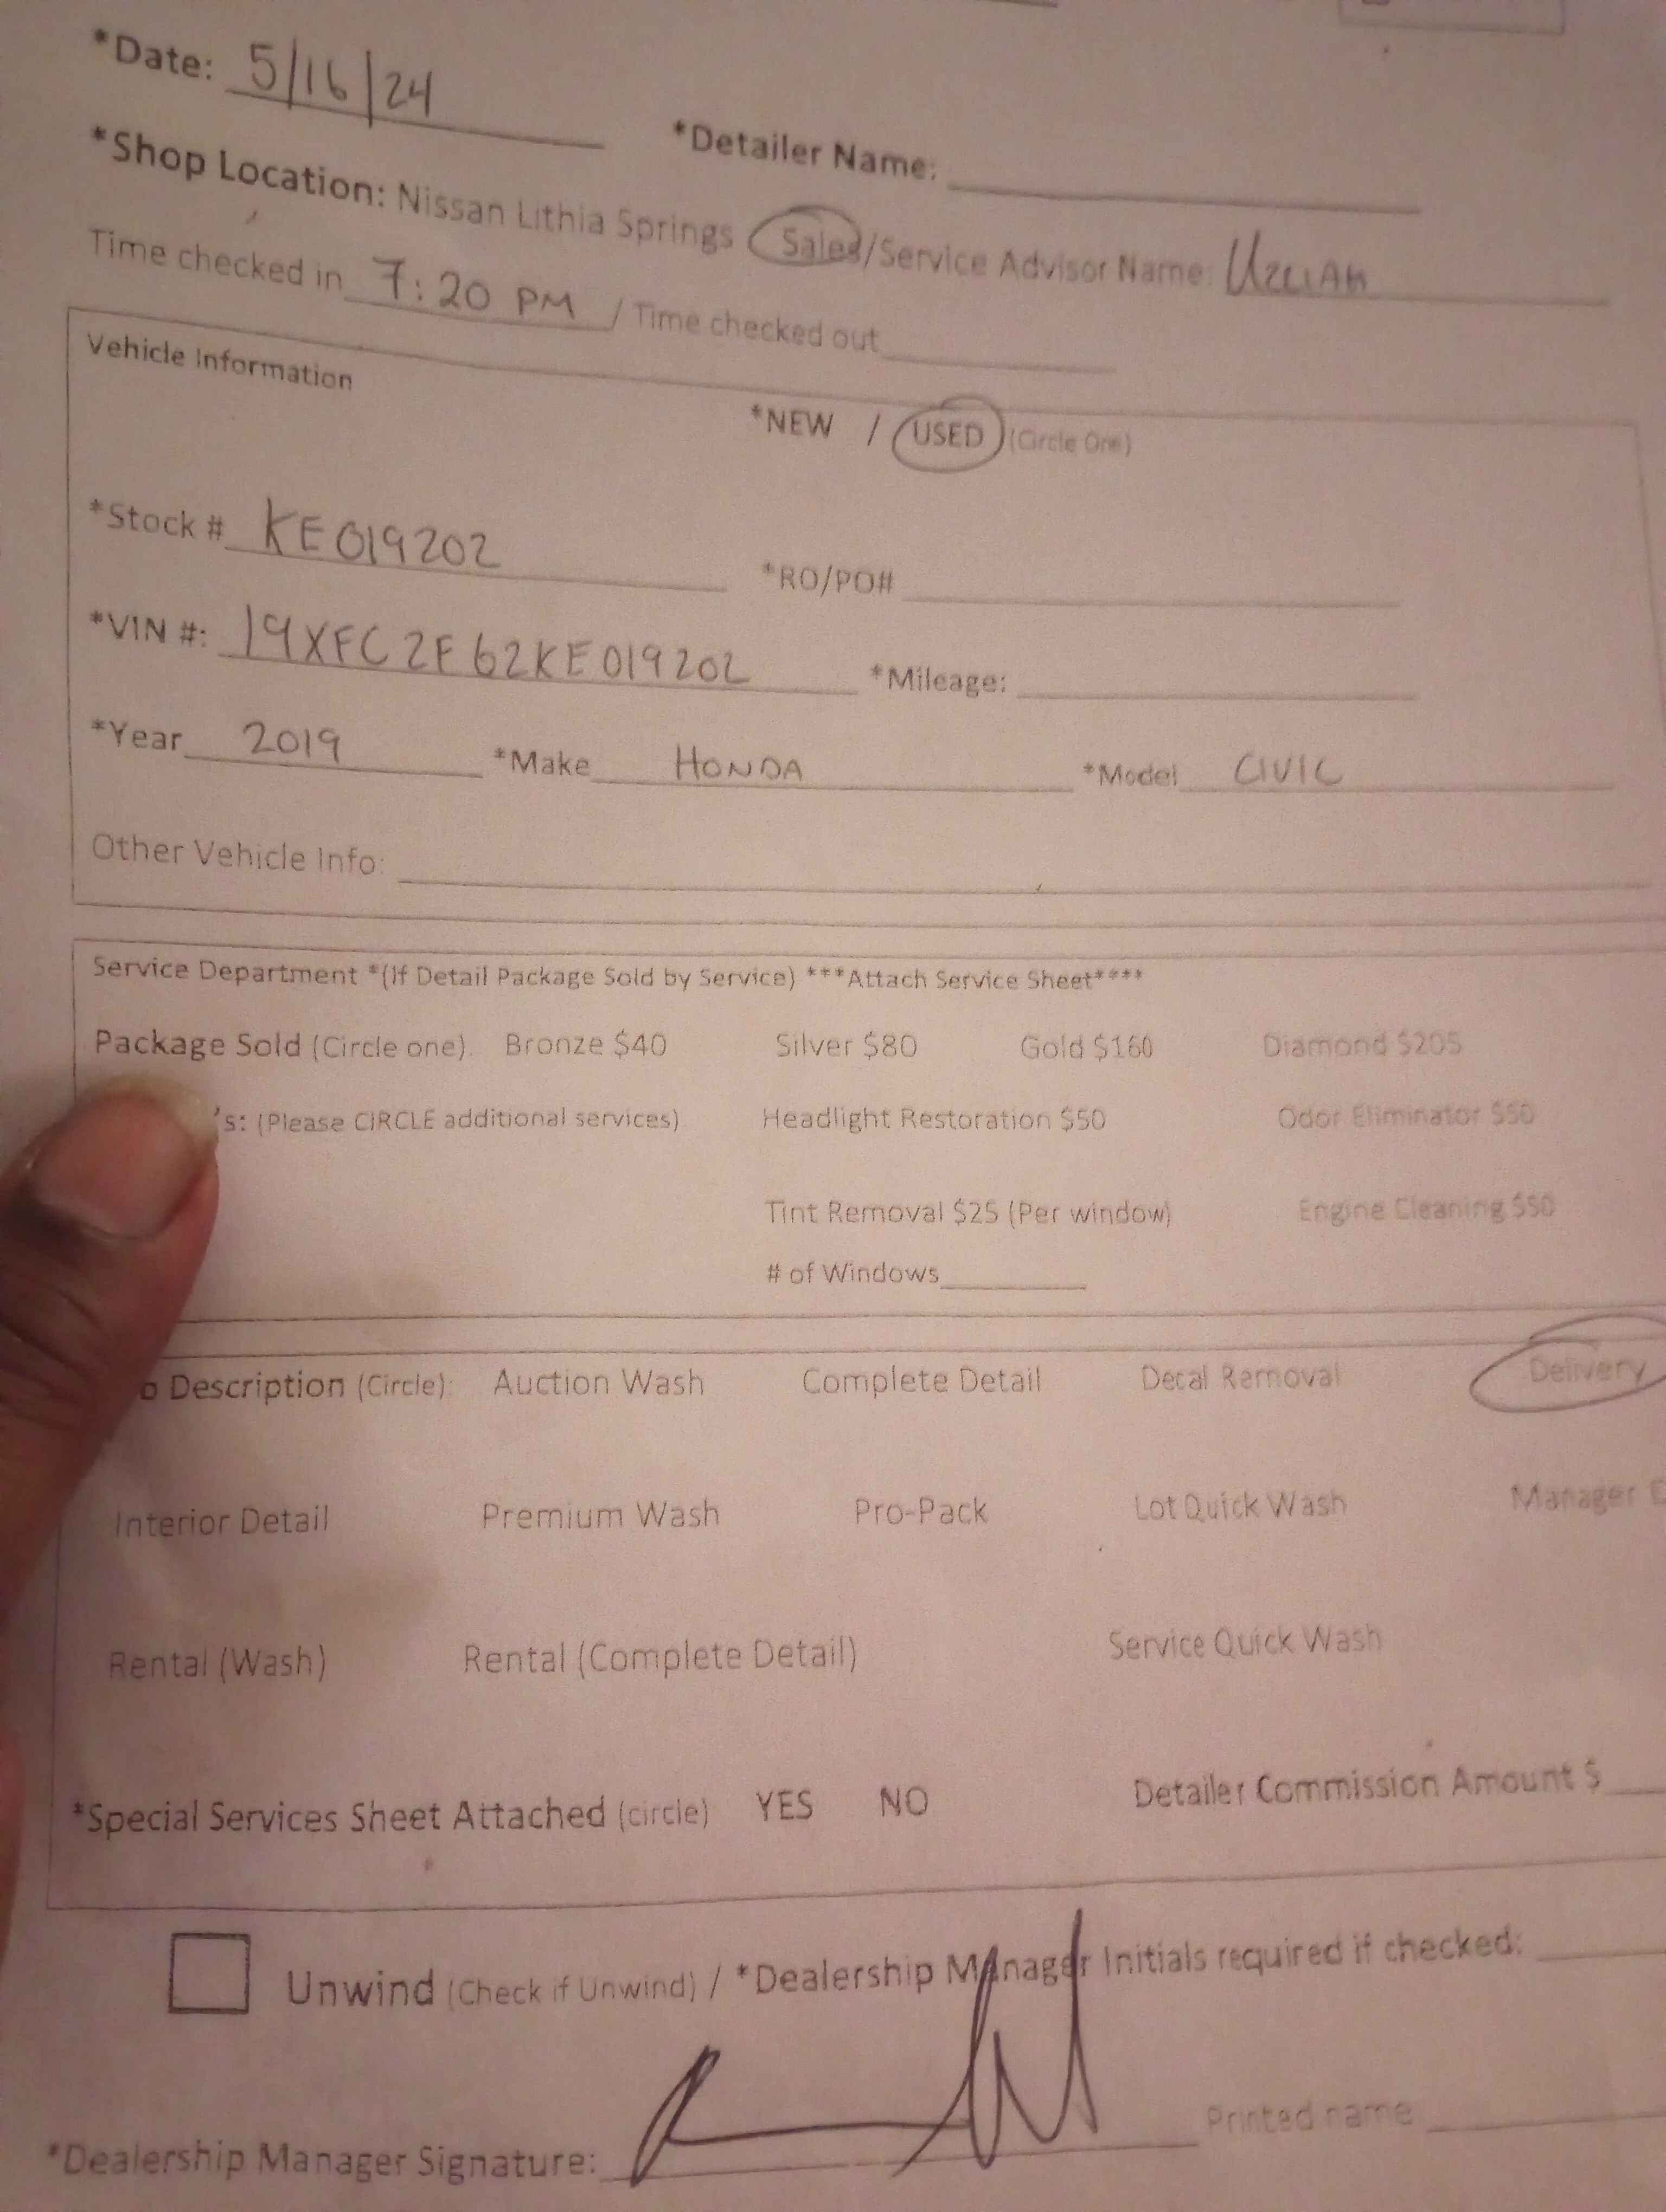 *Date: 5/16/24
*Detailer Name:
*Shop Location: Nissan Lithia Springs Sales/Service Advisor Name: UZZIAH
Time checked in 7:20 PM / Time checked out
Vehicle Information
*NEW / USED (Circle One)
*Stock # KE019202
*RO/PO#
*VIN #: 19XFC2F62KE019202
*Mileage:
*Year 2019 *Make HONDA *Model CIVIC
Other Vehicle Info:
Service Department *(If Detail Package Sold by Service) ***Attach Service Sheet****
Package Sold (Circle one). Bronze $40 Silver $80 Gold $160 Diamond $205
's: (Please CIRCLE additional services) Headlight Restoration $50 Odor Eliminator $50
Tint Removal $25 (Per window) Engine Cleaning $50
# of Windows
Description (Circle): Auction Wash Complete Detail Decal Removal Delivery
Interior Detail Premium Wash Pro-Pack Lot Quick Wash Manager
Rental (Wash) Rental (Complete Detail) Service Quick Wash
*Special Services Sheet Attached (circle) YES NO Detailer Commission Amount $
Unwind (Check if Unwind) / *Dealership Manager Initials required if checked:
*Dealership Manager Signature: Printed name